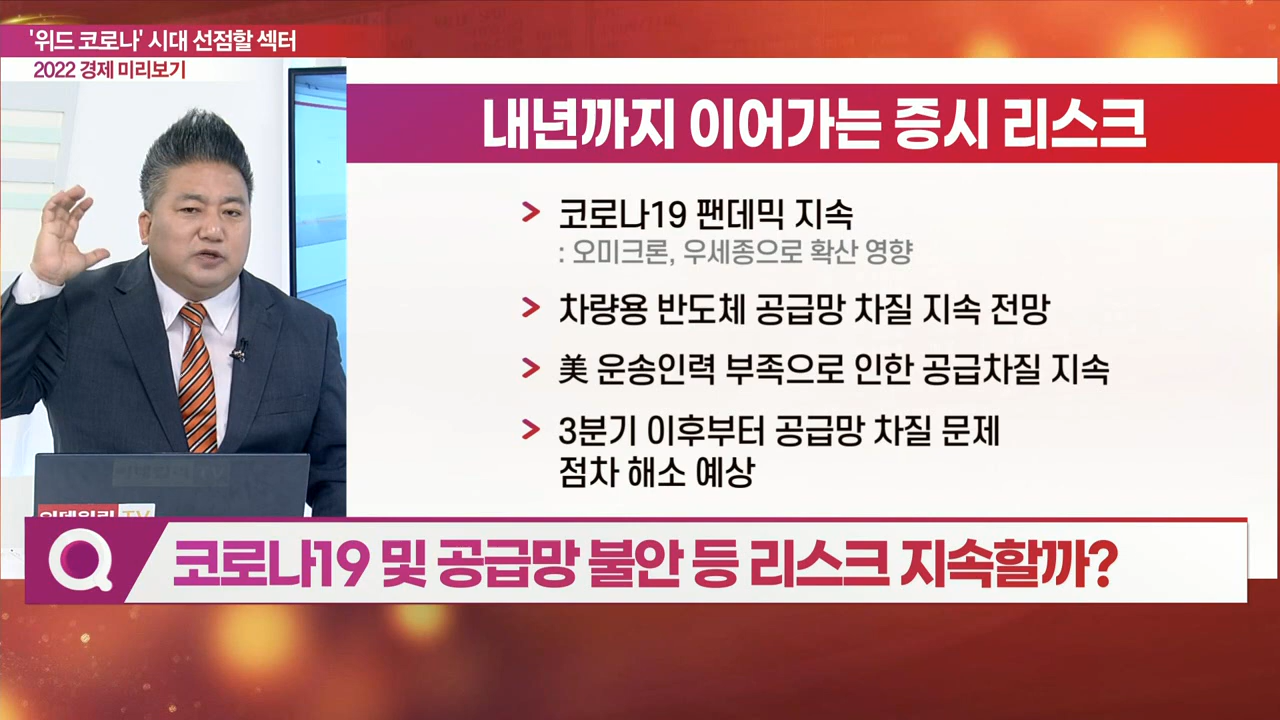 '위드 코로나' 시대 선점할 섹터
2022 경제 미리보기
내년까지 이어가는 증시 리스크
> 코로나19 팬데믹 지속
: 오미크론, 우세종으로 확산 영향
> 차량용 반도체 공급망 차질 지속 전망
> 美 운송인력 부족으로 인한 공급차질 지속
> 3분기 이후부터 공급망 차질 문제
점차 해소 예상
이데일리 TV
Q 코로나19 및 공급망 불안 등 리스크 지속할까?